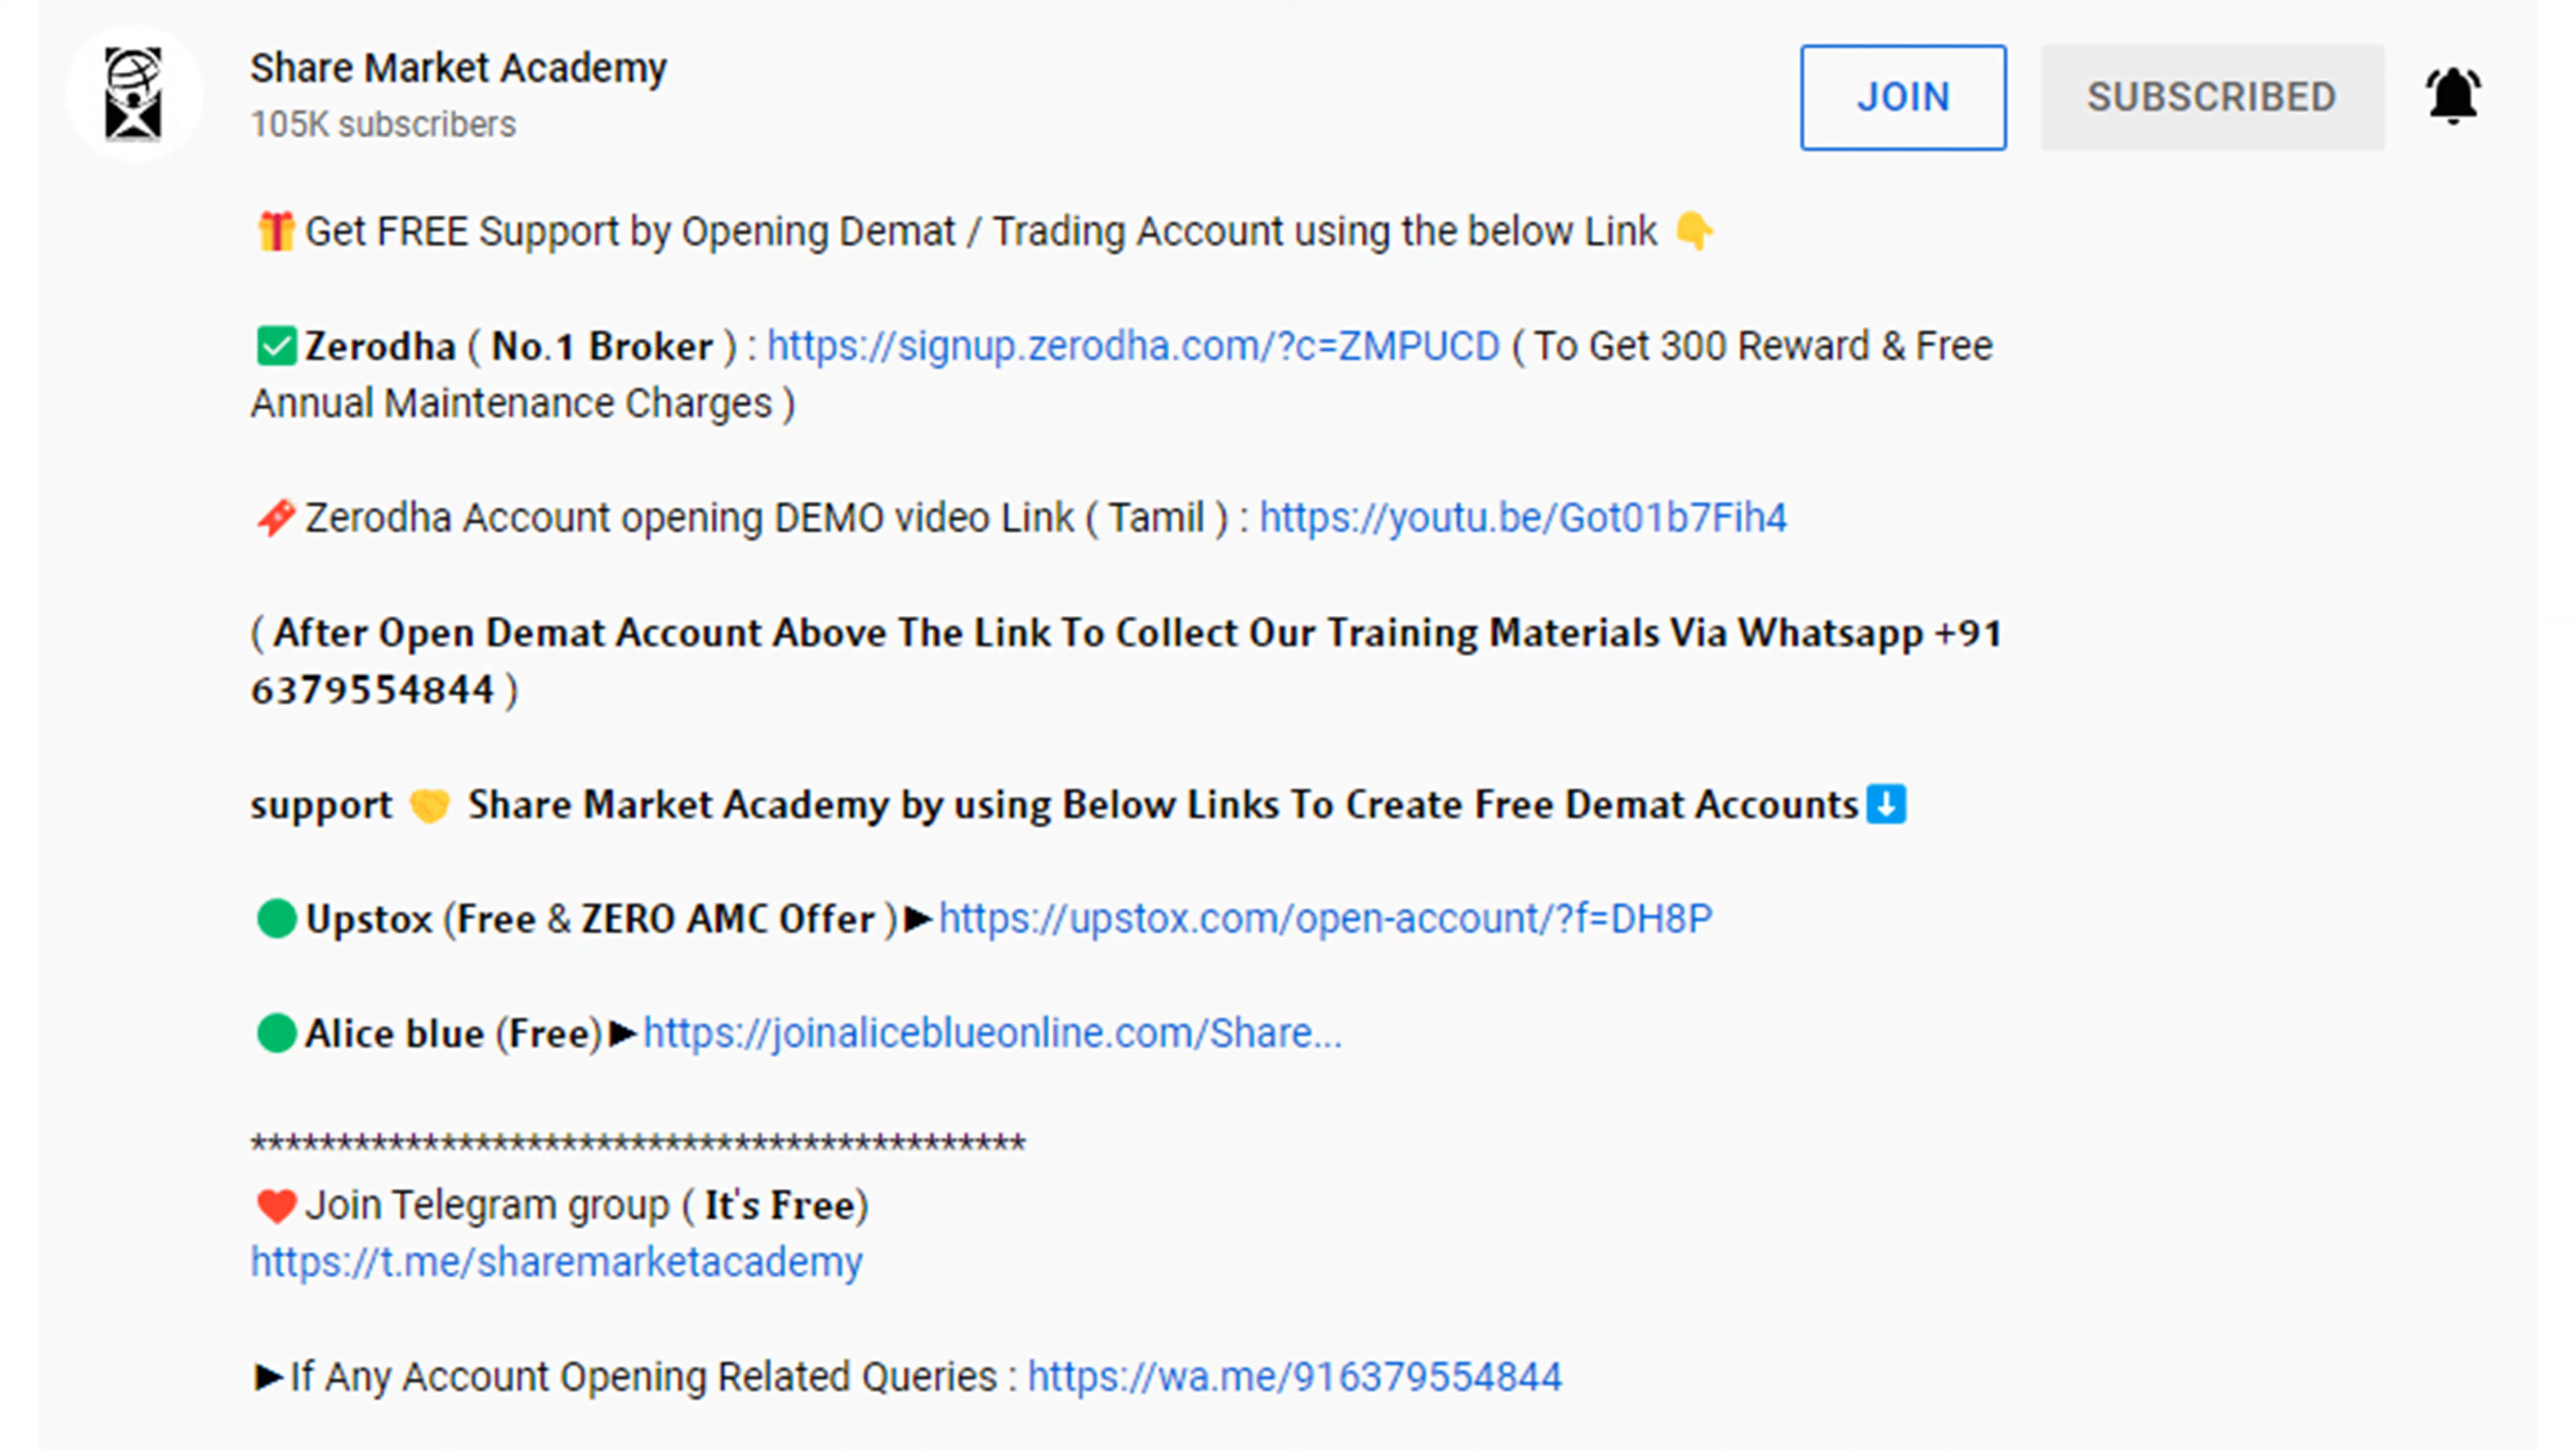 Share Market Academy
105K subscribers
JOIN
SUBSCRIBED
🎁Get FREE Support by Opening Demat / Trading Account using the below Link 👇
✅Zerodha ( No.1 Broker ) : https://signup.zerodha.com/?c=ZMPUCD ( To Get 300 Reward & Free
Annual Maintenance Charges )
Zerodha Account opening DEMO video Link ( Tamil ) : https://youtu.be/Got01b7Fih4
( After Open Demat Account Above The Link To Collect Our Training Materials Via Whatsapp +91
6379554844 )
support 🤝 Share Market Academy by using Below Links To Create Free Demat Accounts⬇️
🟢Upstox (Free & ZERO AMC Offer )►https://upstox.com/open-account/?f=DH8P
🟢Alice blue (Free)►https://joinaliceblueonline.com/Share...
*********************************************
❤️Join Telegram group ( It's Free)
https://t.me/sharemarketacademy
►If Any Account Opening Related Queries : https://wa.me/916379554844